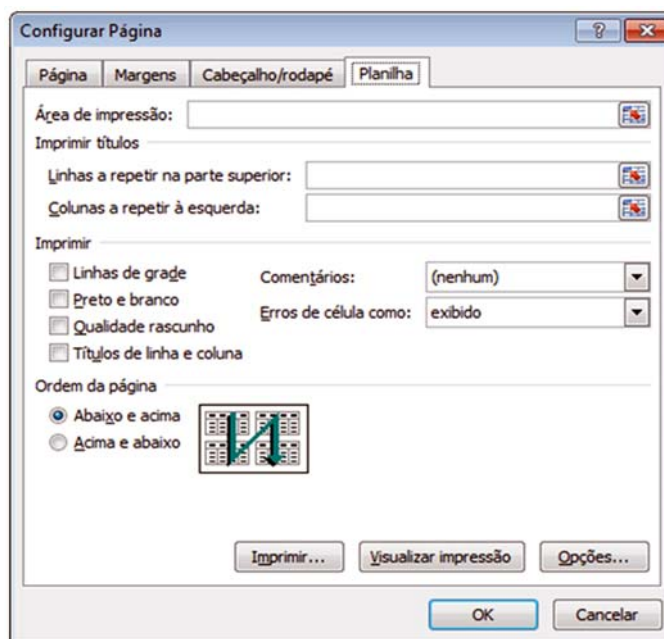 Configurar Página
Página Margens Cabeçalho/rodapé Planilha
Área de impressão:
Imprimir títulos
Linhas a repetir na parte superior:
Colunas a repetir à esquerda:
Imprimir
Linhas de grade
Preto e branco
Qualidade rascunho
Títulos de linha e coluna
Comentários: (nenhum)
Erros de célula como: exibido
Ordem da página
Abaixo e acima
Acima e abaixo
Imprimir... Visualizar impressão Opções...
OK Cancelar